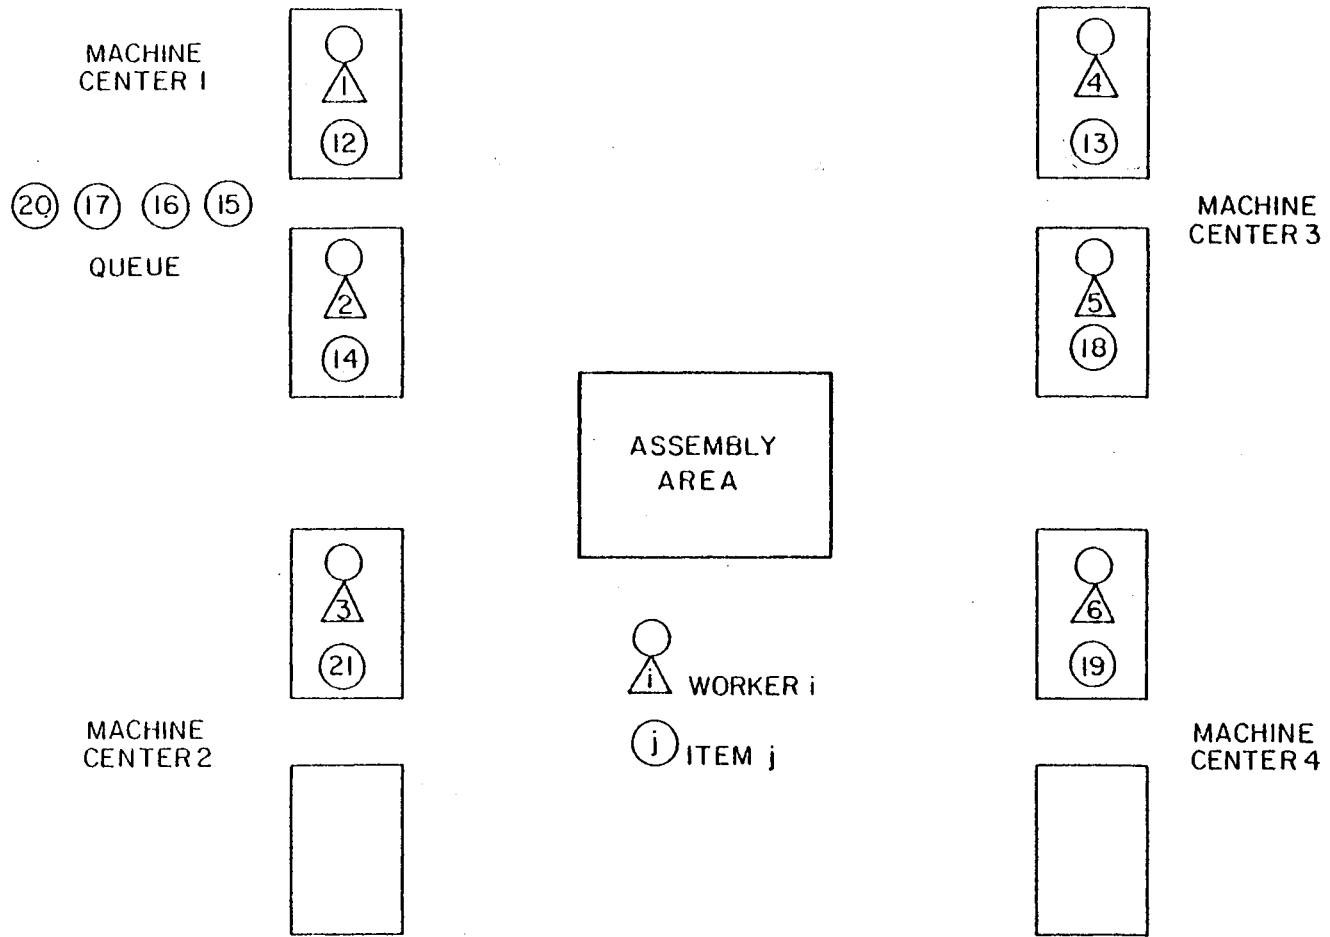 MACHINE
CENTER 1
1
12
20 17 16 15
QUEUE
2
14
4
13
MACHINE
CENTER 3
5
18
ASSEMBLY
AREA
3
21
MACHINE
CENTER 2
i WORKER i
j ITEM j
6
19
MACHINE
CENTER 4